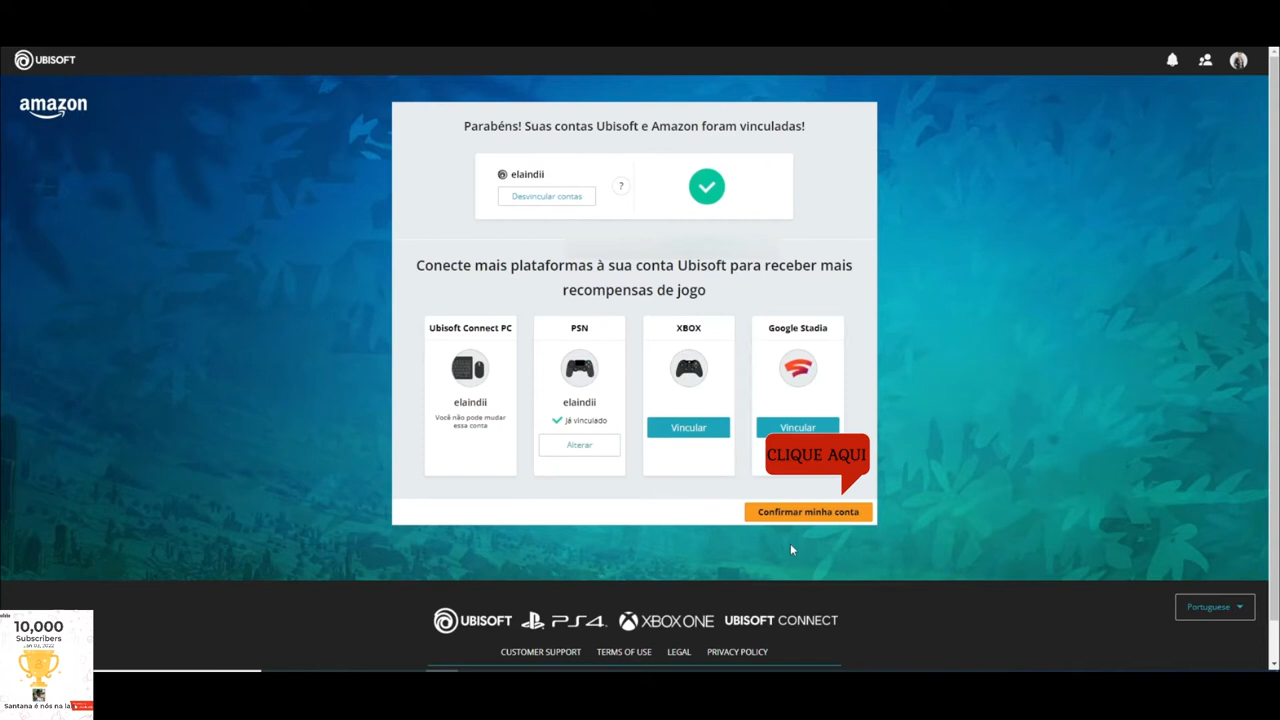 UBISOFT
amazon
Parabéns! Suas contas Ubisoft e Amazon foram vinculadas!
elaindii
Desvincular contas
?
Conecte mais plataformas à sua conta Ubisoft para receber mais
recompensas de jogo
Ubisoft Connect PC
elaindii
Você não pode mudar
essa conta
PSN
elaindii
Já vinculado
Alterar
XBOX
Vincular
Google Stadia
Vincular
CLIQUE AQUI
Confirmar minha conta
UBISOFT PS4 XBOX ONE UBISOFT CONNECT
Portuguese
CUSTOMER SUPPORT TERMS OF USE LEGAL PRIVACY POLICY
10,000
Subscribers
2022
Santana é nós na la